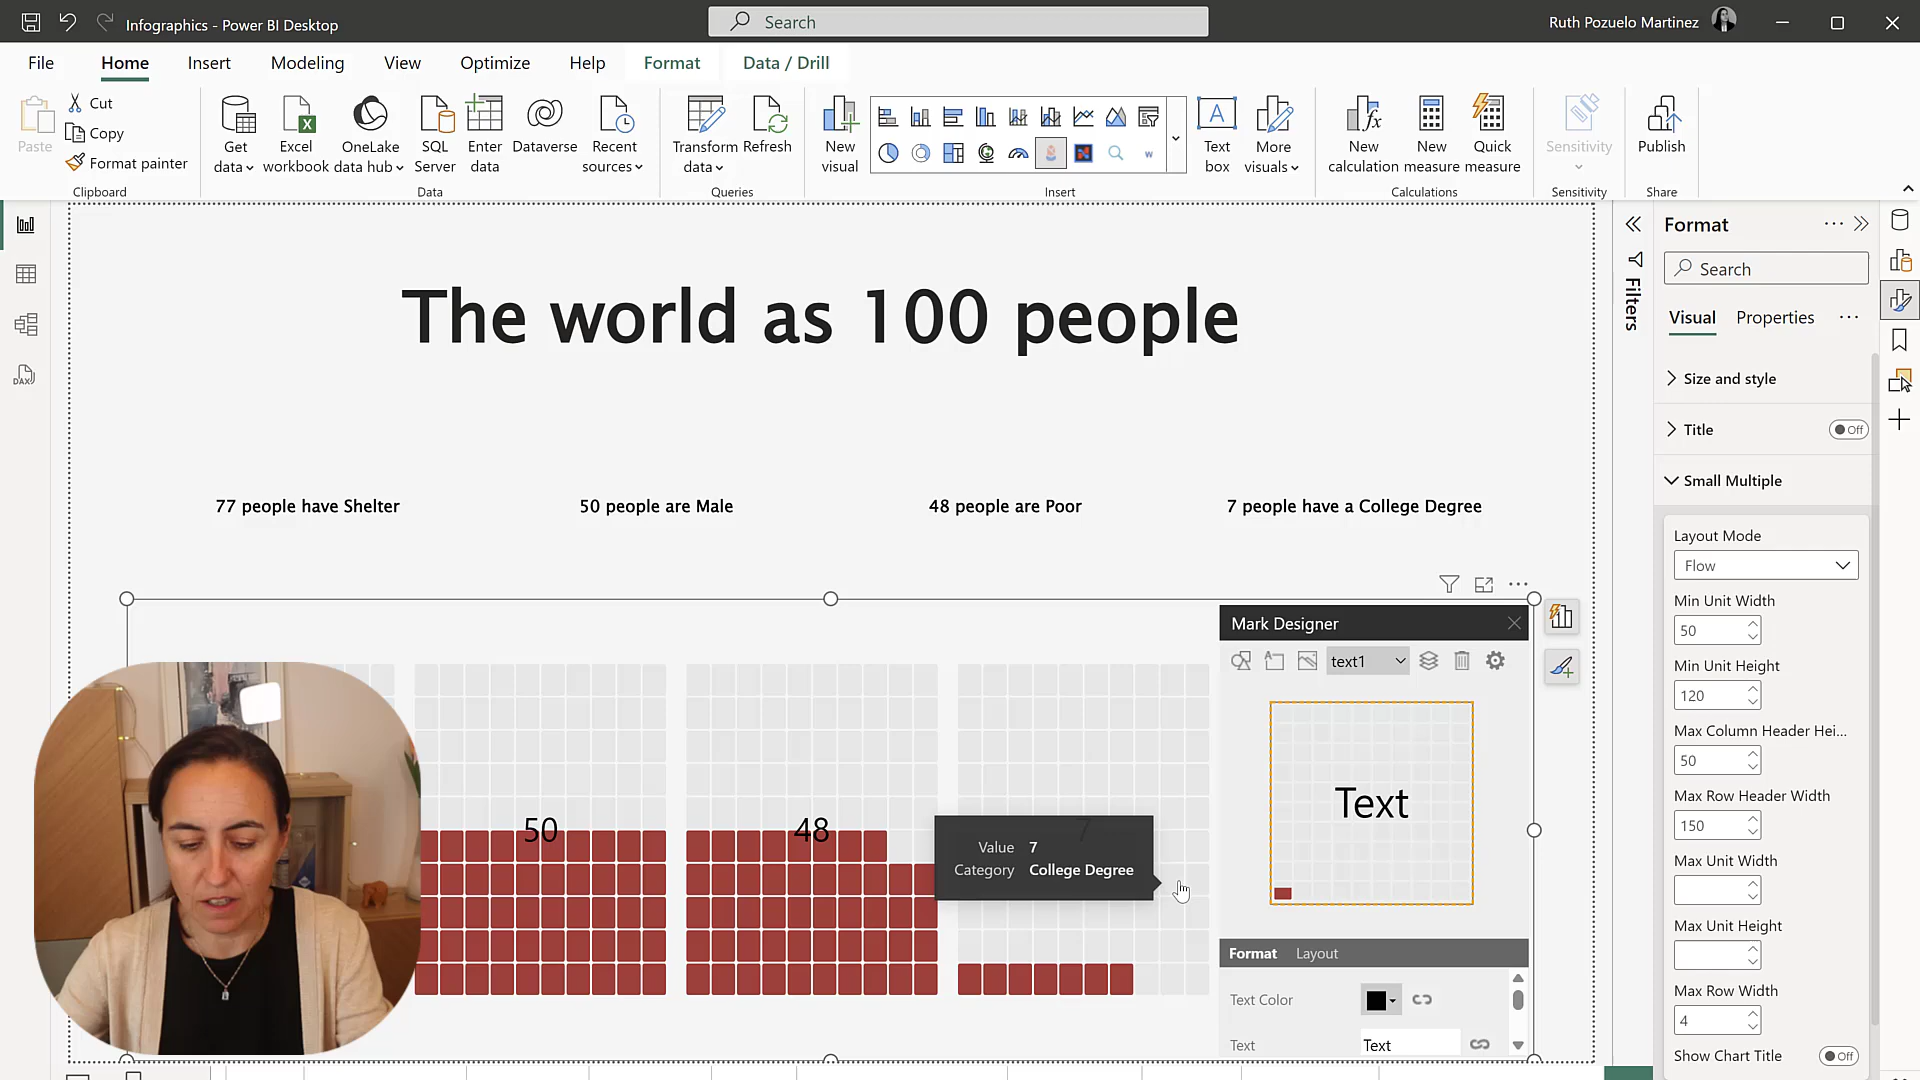 Infographics - Power BI Desktop
Search
Ruth Pozuelo Martinez
File
Home
Insert
Modeling
View
Optimize
Help
Format
Data / Drill
Paste
Cut
Copy
Format painter
Clipboard
Get data
Excel workbook
OneLake data hub
SQL Server
Enter data
Dataverse
Recent sources
Data
Transform data
Refresh
Queries
New visual
Text box
More visuals
Insert
New calculation
New measure
Quick measure
Calculations
Sensitivity
Sensitivity
Publish
Share
DAX
The world as 100 people
77 people have Shelter
50 people are Male
48 people are Poor
7 people have a College Degree
50
48
7
Value 7
Category College Degree
Mark Designer
text1
Text
Format
Layout
Text Color
Text
Text
Filters
Format
Search
Visual
Properties
Size and style
Title
Off
Small Multiple
Layout Mode
Flow
Min Unit Width
50
Min Unit Height
120
Max Column Header Hei...
50
Max Row Header Width
150
Max Unit Width
Max Unit Height
Max Row Width
4
Show Chart Title
Off